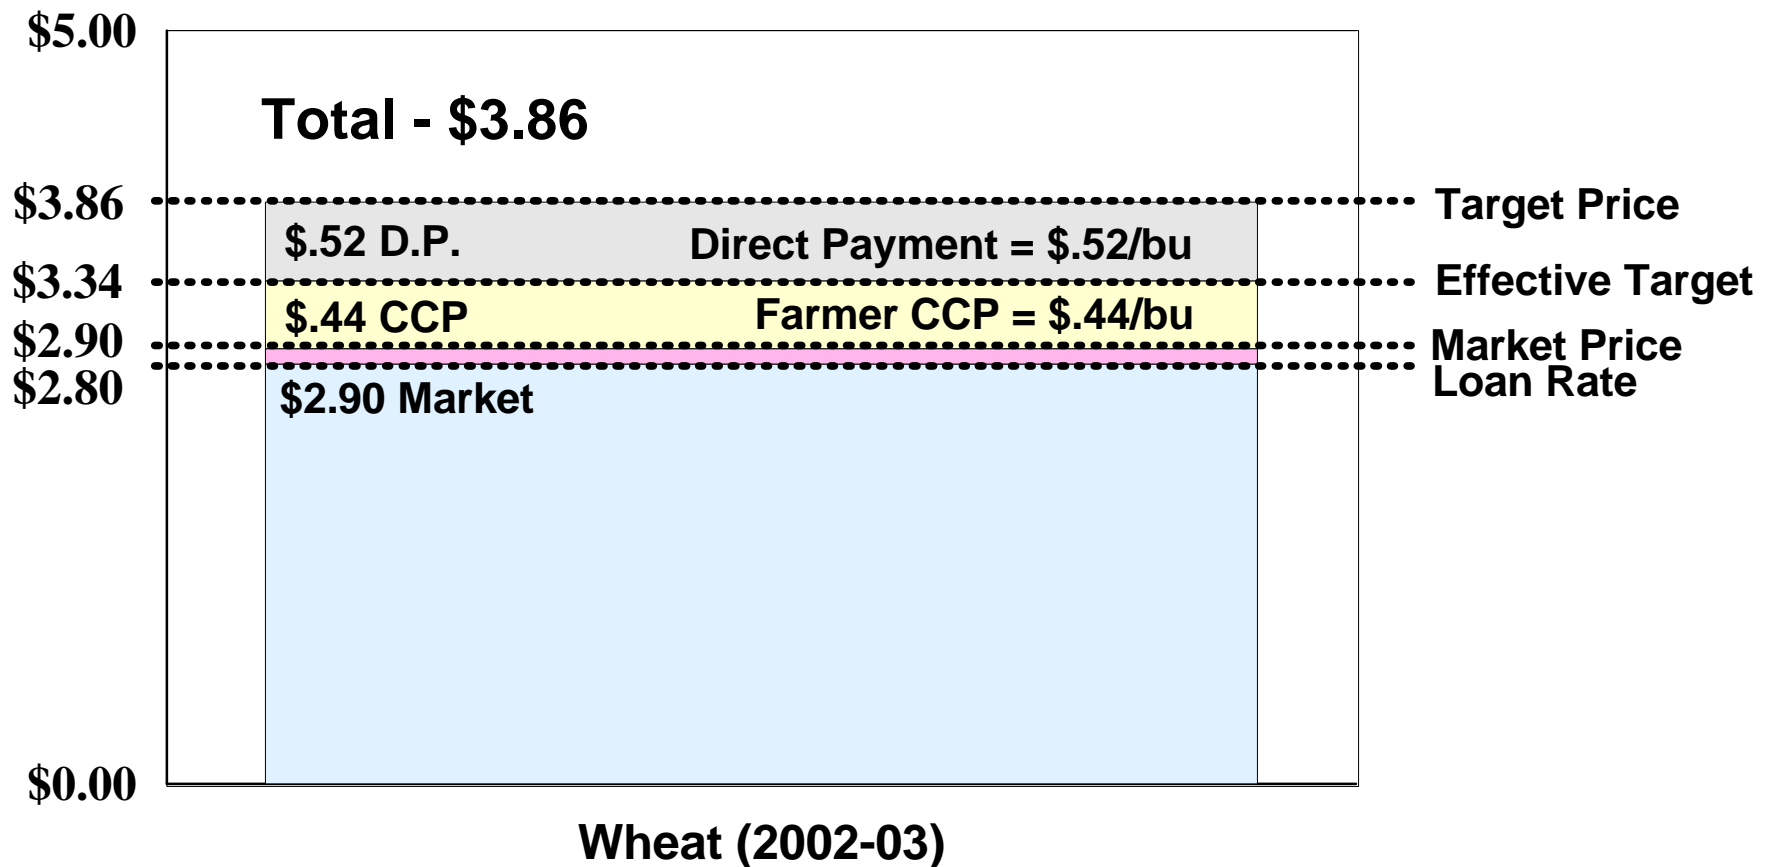 $5.00
Total - $3.86
$3.86
Target Price
$.52 D.P.
Direct Payment = $.52/bu
$3.34
Effective Target
$.44 CCP
Farmer CCP = $.44/bu
$2.90
Market Price
$2.80
Loan Rate
$2.90 Market
$0.00
Wheat (2002-03)